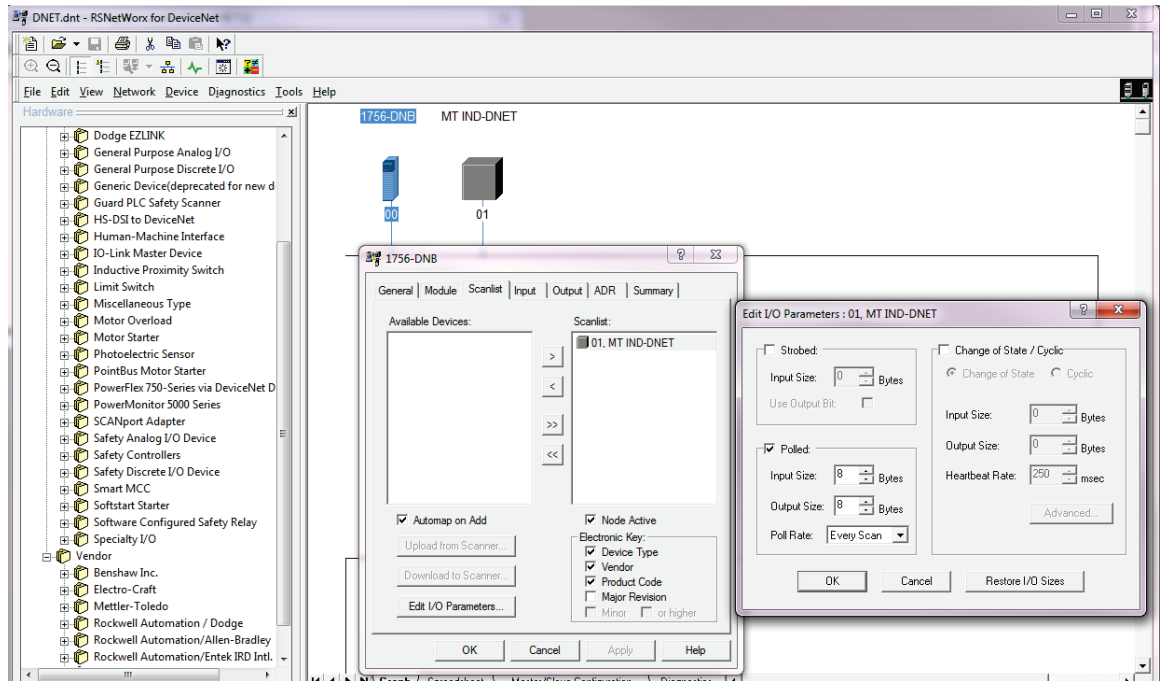 DNET.dnt - RSNetWorx for DeviceNet
File Edit View Network Device Diagnostics Tools Help
Hardware
Dodge EZLINK
General Purpose Analog I/O
General Purpose Discrete I/O
Generic Device(deprecated for new d
Guard PLC Safety Scanner
HS-DSI to DeviceNet
Human-Machine Interface
IO-Link Master Device
Inductive Proximity Switch
Limit Switch
Miscellaneous Type
Motor Overload
Motor Starter
Photoelectric Sensor
PointBus Motor Starter
PowerFlex 750-Series via DeviceNet D
PowerMonitor 5000 Series
SCANport Adapter
Safety Analog I/O Device
Safety Controllers
Safety Discrete I/O Device
Smart MCC
Softstart Starter
Software Configured Safety Relay
Specialty I/O
Vendor
Benshaw Inc.
Electro-Craft
Mettler-Toledo
Rockwell Automation / Dodge
Rockwell Automation/Allen-Bradley
Rockwell Automation/Entek IRD Intl.
1756-DNB MT IND-DNET
00 01
1756-DNB
General Module Scanlist Input Output ADR Summary
Available Devices: Scanlist:
01, MT IND-DNET
>
<
>>
<<
Automap on Add Node Active
Upload from Scanner...
Download to Scanner...
Edit I/O Parameters...
Electronic Key:
Device Type
Vendor
Product Code
Major Revision
Minor or higher
OK Cancel Apply Help
Graph Spreadsheet Master/Slave Configuration Diagnostics
Edit I/O Parameters : 01, MT IND-DNET
Strobed:
Input Size: 0 Bytes
Use Output Bit:
Polled:
Input Size: 8 Bytes
Output Size: 8 Bytes
Poll Rate: Every Scan
Change of State / Cyclic
Change of State Cyclic
Input Size: 0 Bytes
Output Size: 0 Bytes
Heartbeat Rate: 250 msec
Advanced...
OK Cancel Restore I/O Sizes